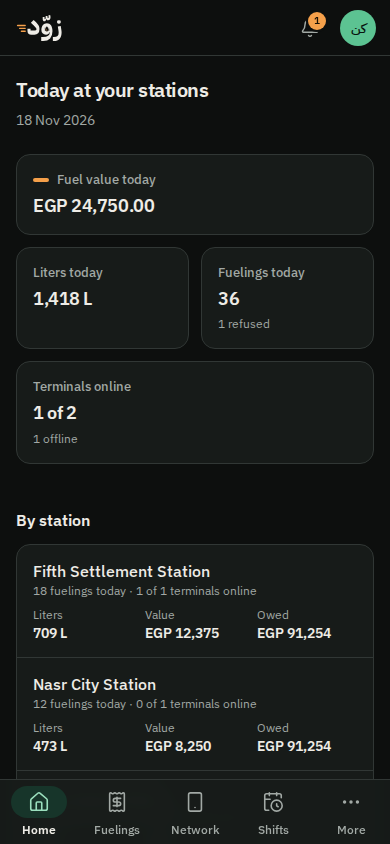 زوّد
1
كن
Today at your stations
18 Nov 2026
Fuel value today
EGP 24,750.00
Liters today
1,418 L
Fuelings today
36
1 refused
Terminals online
1 of 2
1 offline
By station
Fifth Settlement Station
18 fuelings today · 1 of 1 terminals online
Liters Value Owed
709 L EGP 12,375 EGP 91,254
Nasr City Station
12 fuelings today · 0 of 1 terminals online
Liters Value Owed
473 L EGP 8,250 EGP 91,254
Home Fuelings Network Shifts More